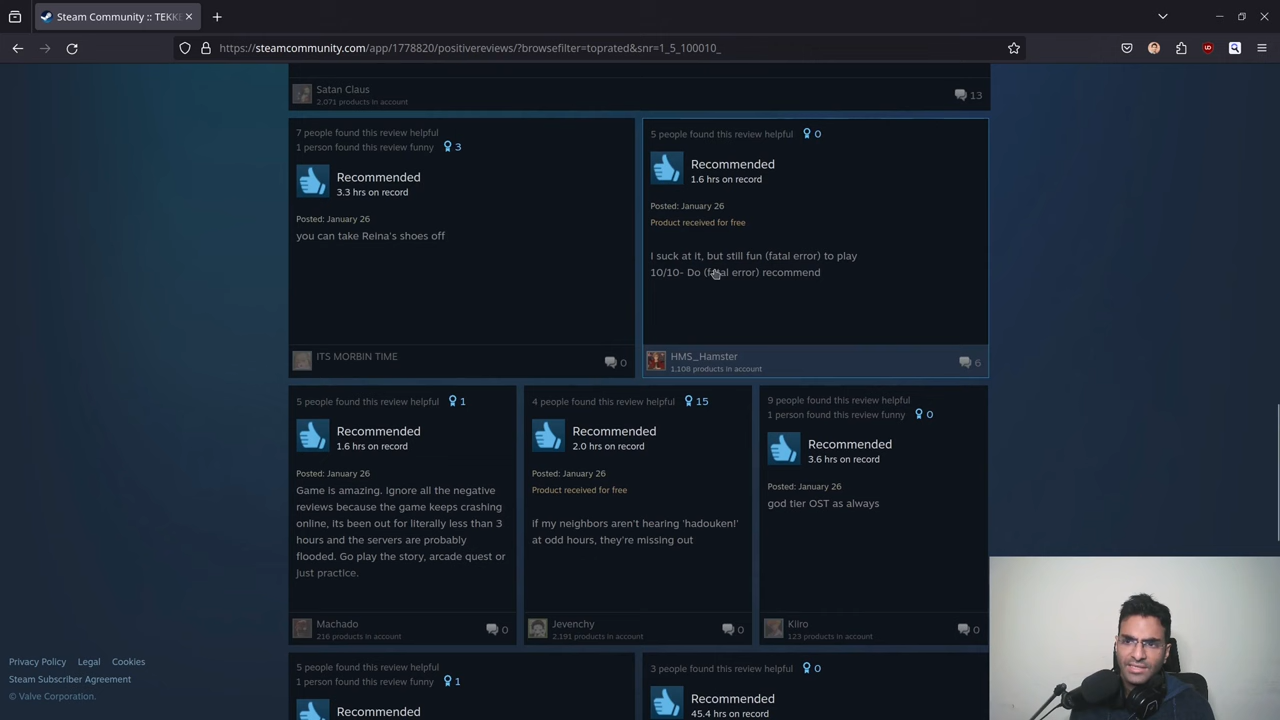 Steam Community :: TEKKE
https://steamcommunity.com/app/1778820/positivereviews/?browsefilter=toprated&snr=1_5_100010_
Satan Claus
2,071 products in account
13
7 people found this review helpful
1 person found this review funny 3
Recommended
3.3 hrs on record
Posted: January 26
you can take Reina's shoes off
ITS MORBIN TIME
0
5 people found this review helpful 0
Recommended
1.6 hrs on record
Posted: January 26
Product received for free
I suck at it, but still fun (fatal error) to play
10/10- Do (fatal error) recommend
HMS_Hamster
1,108 products in account
6
5 people found this review helpful 1
Recommended
1.6 hrs on record
Posted: January 26
Game is amazing. Ignore all the negative
reviews because the game keeps crashing
online, its been out for literally less than 3
hours and the servers are probably
flooded. Go play the story, arcade quest or
just practice.
Machado
216 products in account
0
4 people found this review helpful 15
Recommended
2.0 hrs on record
Posted: January 26
Product received for free
if my neighbors aren't hearing 'hadouken!'
at odd hours, they're missing out
Jevenchy
2,191 products in account
0
9 people found this review helpful
1 person found this review funny 0
Recommended
3.6 hrs on record
Posted: January 26
god tier OST as always
Kiiro
123 products in account
0
5 people found this review helpful
1 person found this review funny 1
Recommended
3 people found this review helpful 0
Recommended
45.4 hrs on record
Privacy Policy Legal Cookies
Steam Subscriber Agreement
© Valve Corporation.